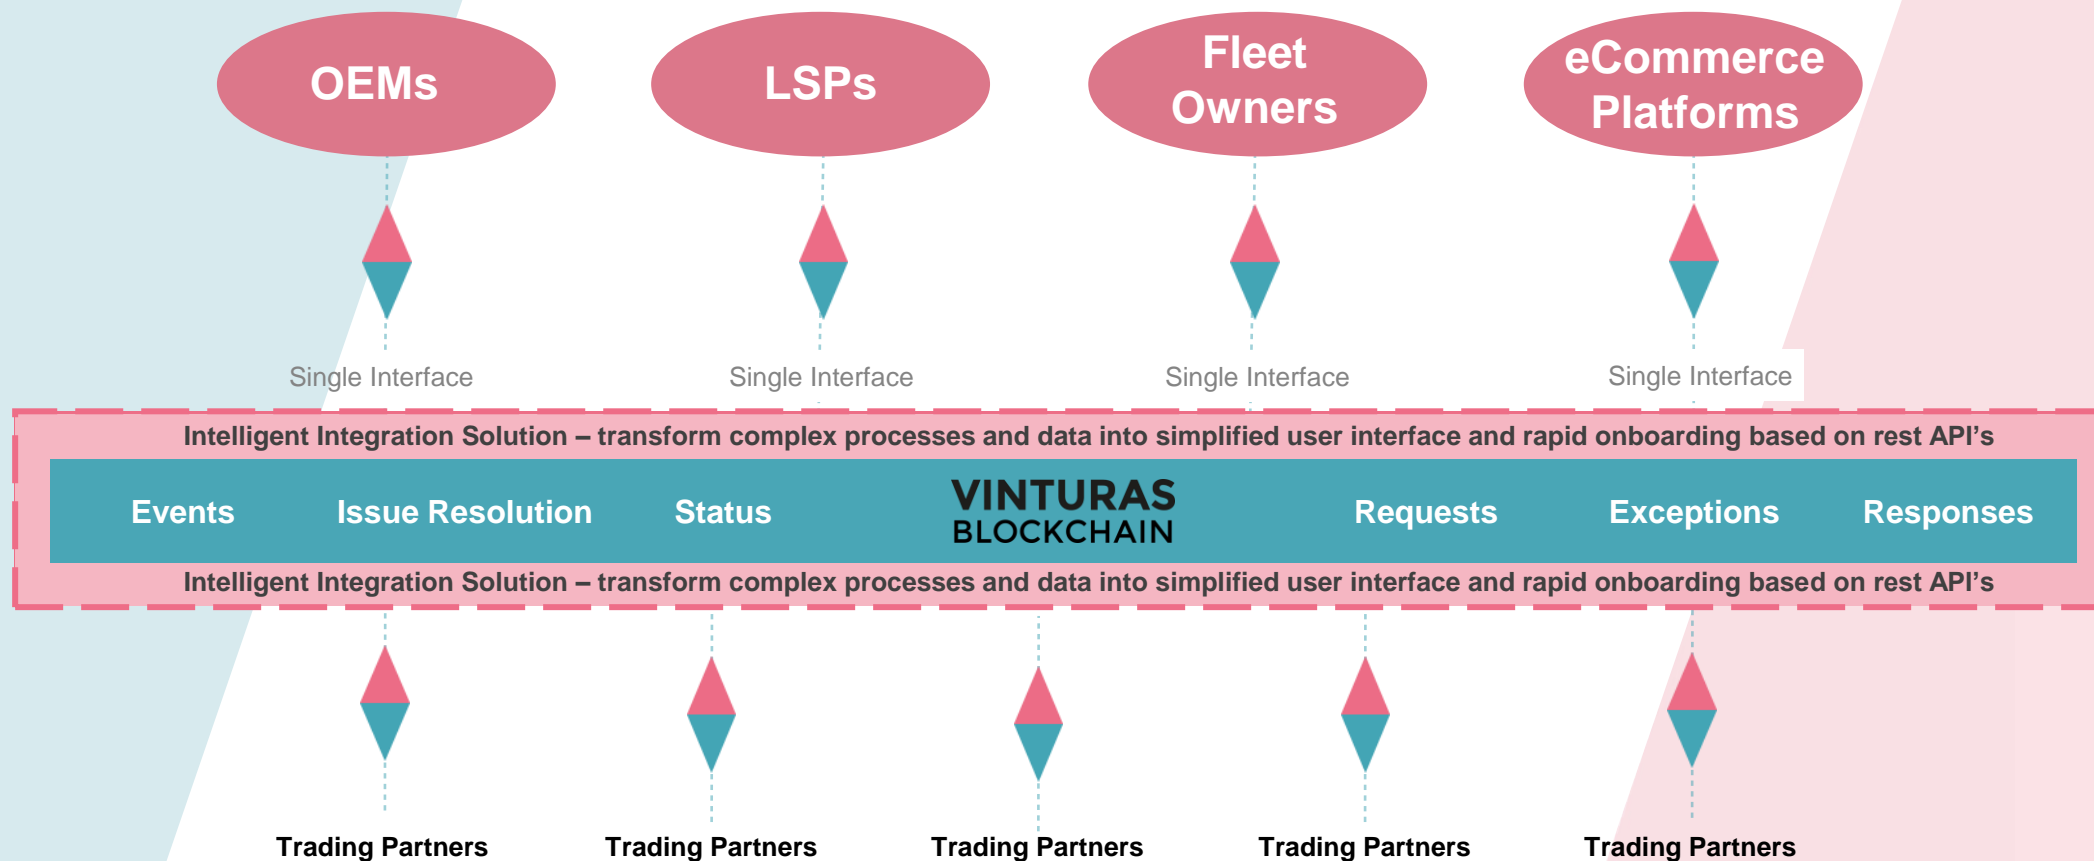 OEMs
LSPs
Fleet
Owners
eCommerce
Platforms
Single Interface
Single Interface
Single Interface
Single Interface
Intelligent Integration Solution – transform complex processes and data into simplified user interface and rapid onboarding based on rest API’s
Events
Issue Resolution
Status
VINTURAS
BLOCKCHAIN
Requests
Exceptions
Responses
Intelligent Integration Solution – transform complex processes and data into simplified user interface and rapid onboarding based on rest API’s
Trading Partners
Trading Partners
Trading Partners
Trading Partners
Trading Partners